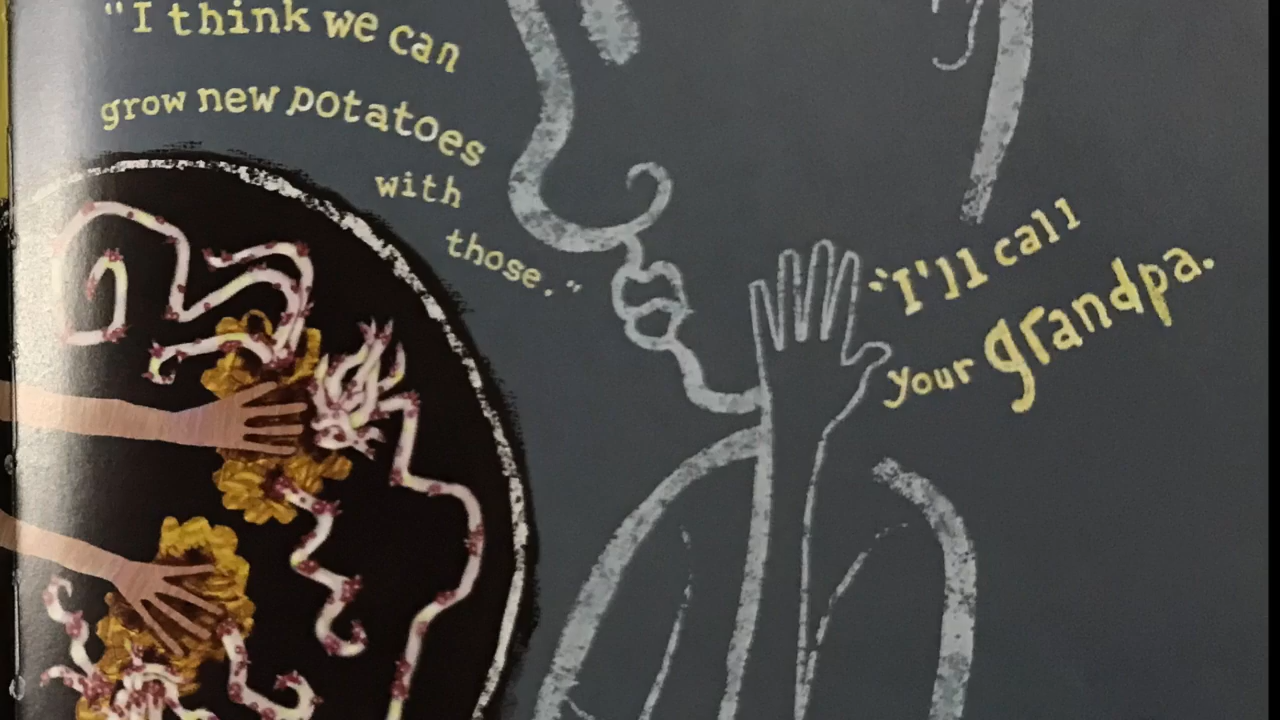 "I think we can
grow new potatoes
with
those."
"I'll call
your grandpa.